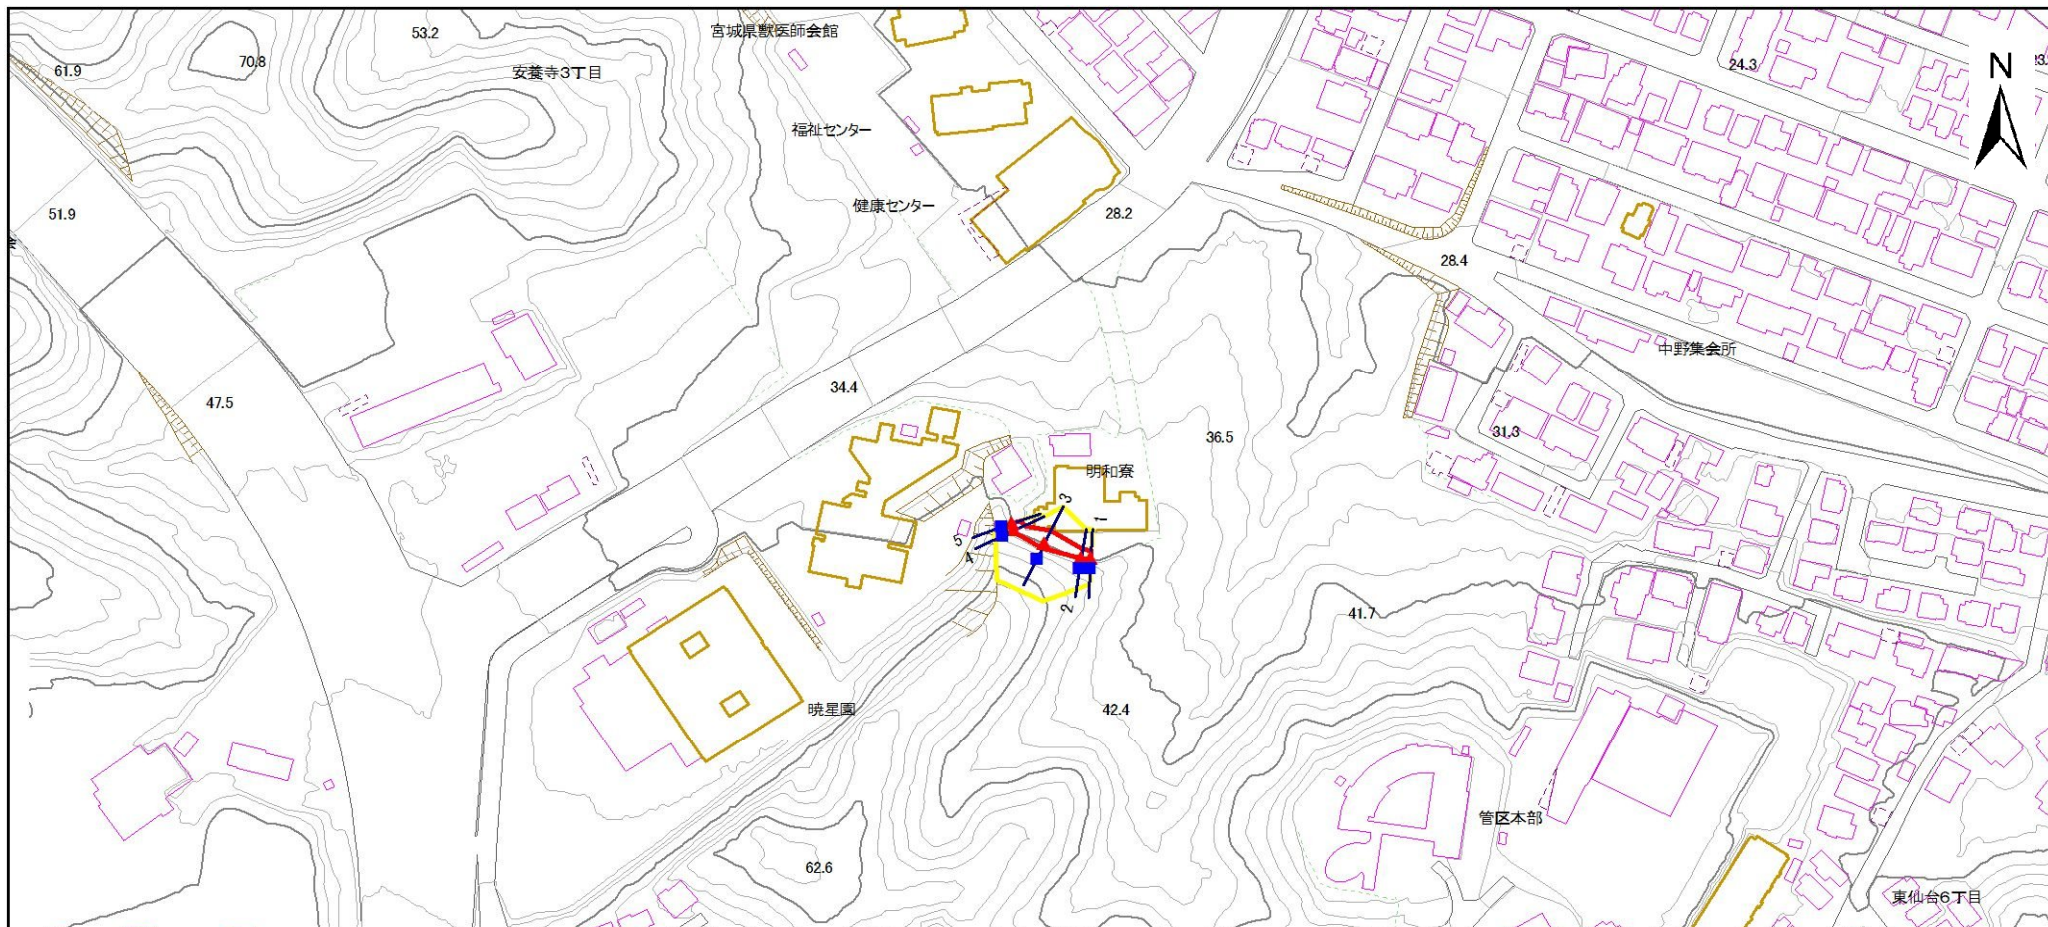 53.2
宮城県獣医師会館
61.9
70.8
安養寺3丁目
24.3
N
福祉センター
51.9
健康センター
28.2
28.4
中野集会所
47.5
34.4
31.3
36.5
明和寮
3
1
5
4
2
41.7
暁星園
42.4
管区本部
62.6
東仙台6丁目